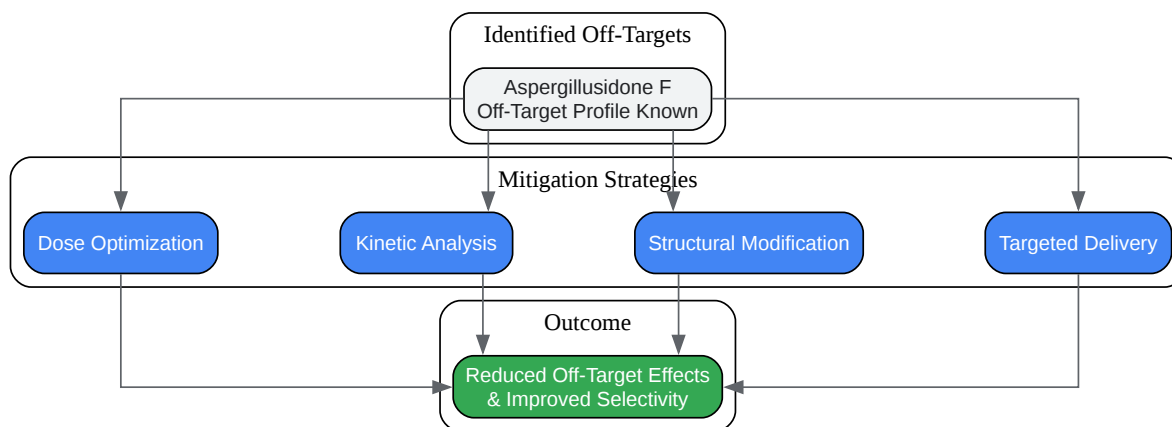 Identified Off-Targets
Aspergillusidone F
Off-Target Profile Known
Mitigation Strategies
Dose Optimization
Kinetic Analysis
Structural Modification
Targeted Delivery
Outcome
Reduced Off-Target Effects
& Improved Selectivity